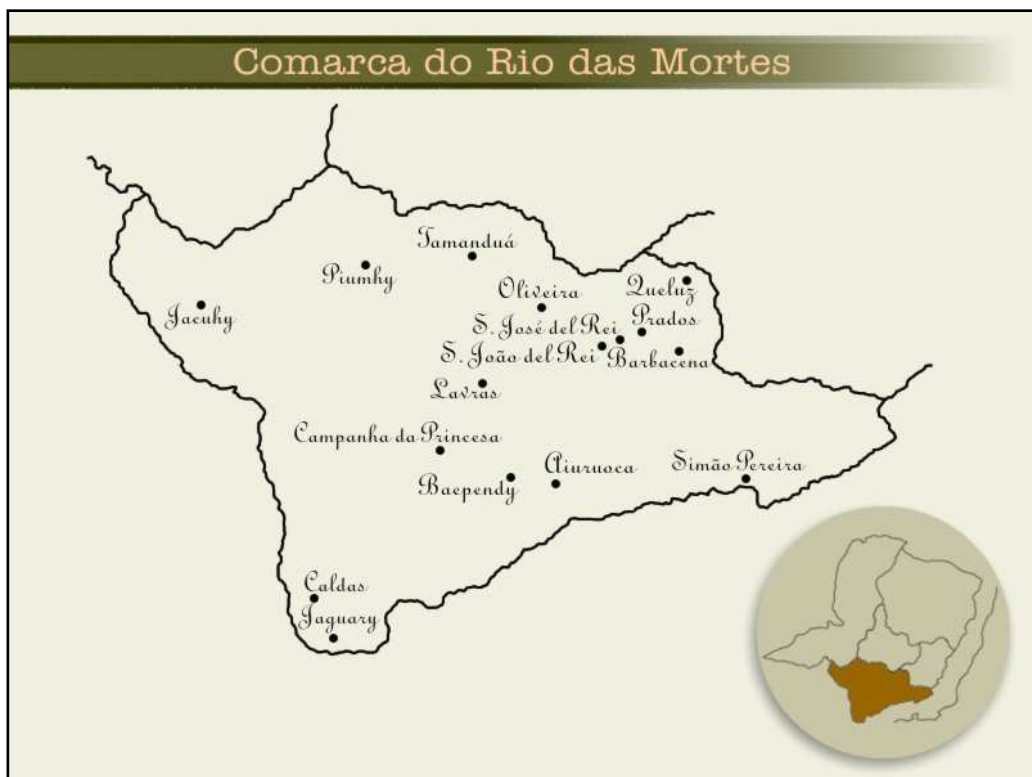 Comarca do Rio das Mortes
Tamanduá
Piumhy
Oliveira
Queluz
Jacuhy
Prados
S. José del Rei
S. João del Rei
Barbacena
Lavras
Campanha da Princesa
Baependy
Aiuruoca
Simão Pereira
Caldas
Jaguary